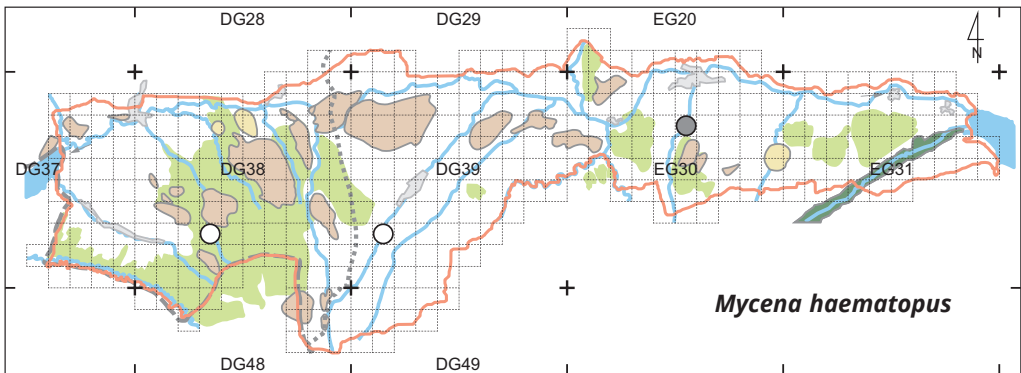 DG28 DG29 EG20
N
DG37 DG38 DG39 EG30 EG31
Mycena haematopus
DG48 DG49